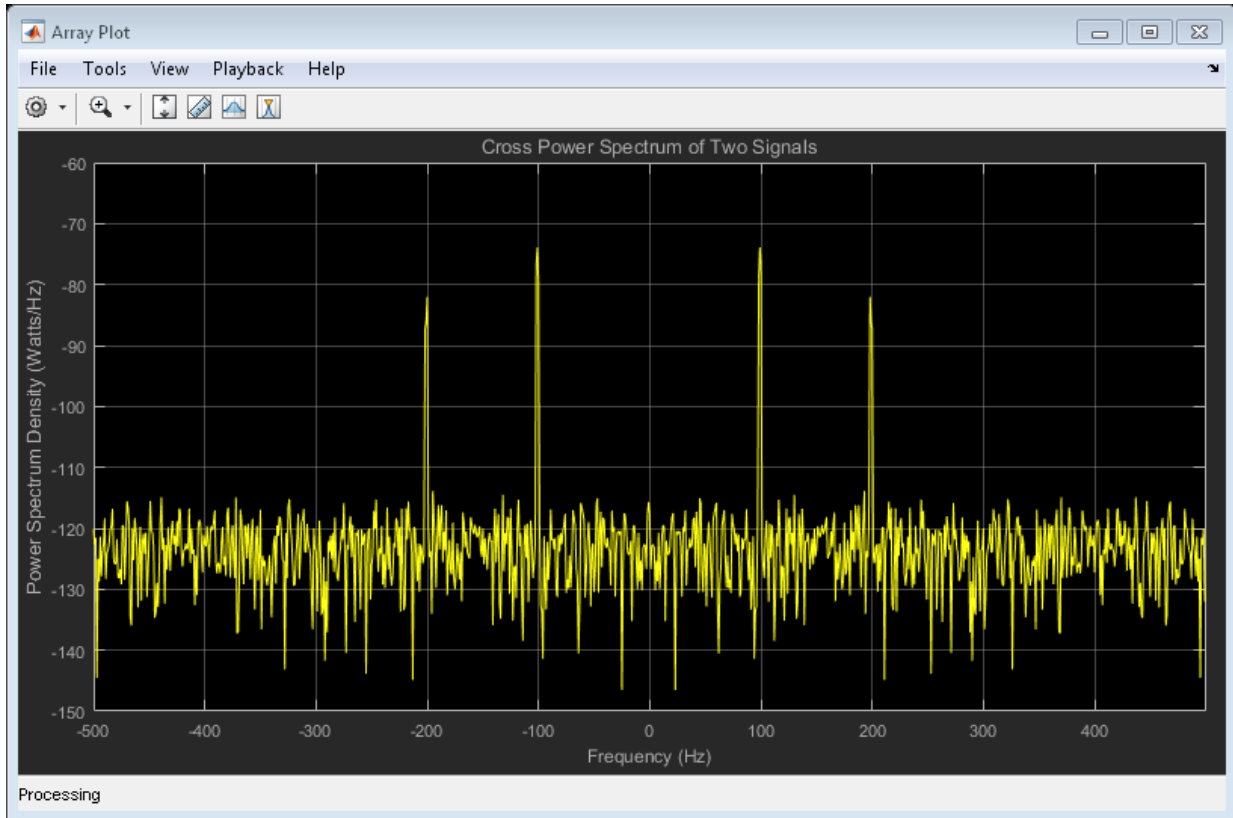 Array Plot
File Tools View Playback Help
Cross Power Spectrum of Two Signals
Power Spectrum Density (Watts/Hz)
-60
-70
-80
-90
-100
-110
-120
-130
-140
-150
-500 -400 -300 -200 -100 0 100 200 300 400
Frequency (Hz)
Processing